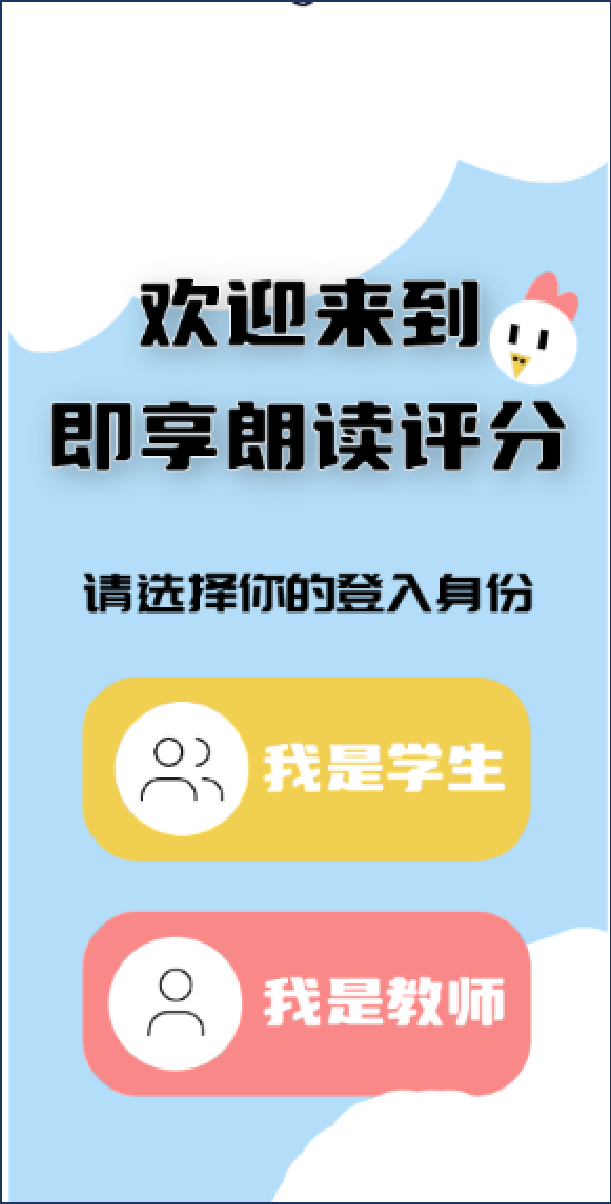 欢迎来到
即享朗读评分
请选择你的登入身份
我是学生
我是教师